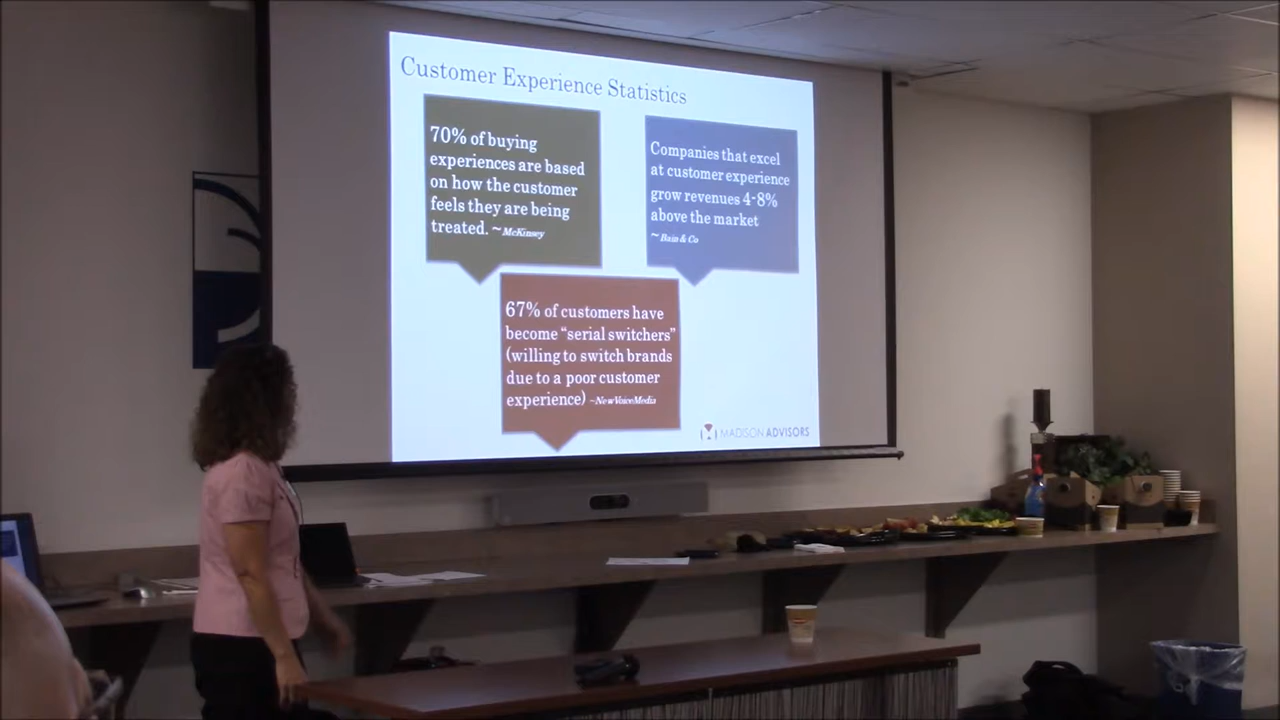 Customer Experience Statistics
70% of buying
experiences are based
on how the customer
feels they are being
treated. ~ McKinsey
Companies that excel
at customer experience
grow revenues 4-8%
above the market
~ Bain & Co
67% of customers have
become “serial switchers”
(willing to switch brands
due to a poor customer
experience) ~NewVoiceMedia
MADISON ADVISORS